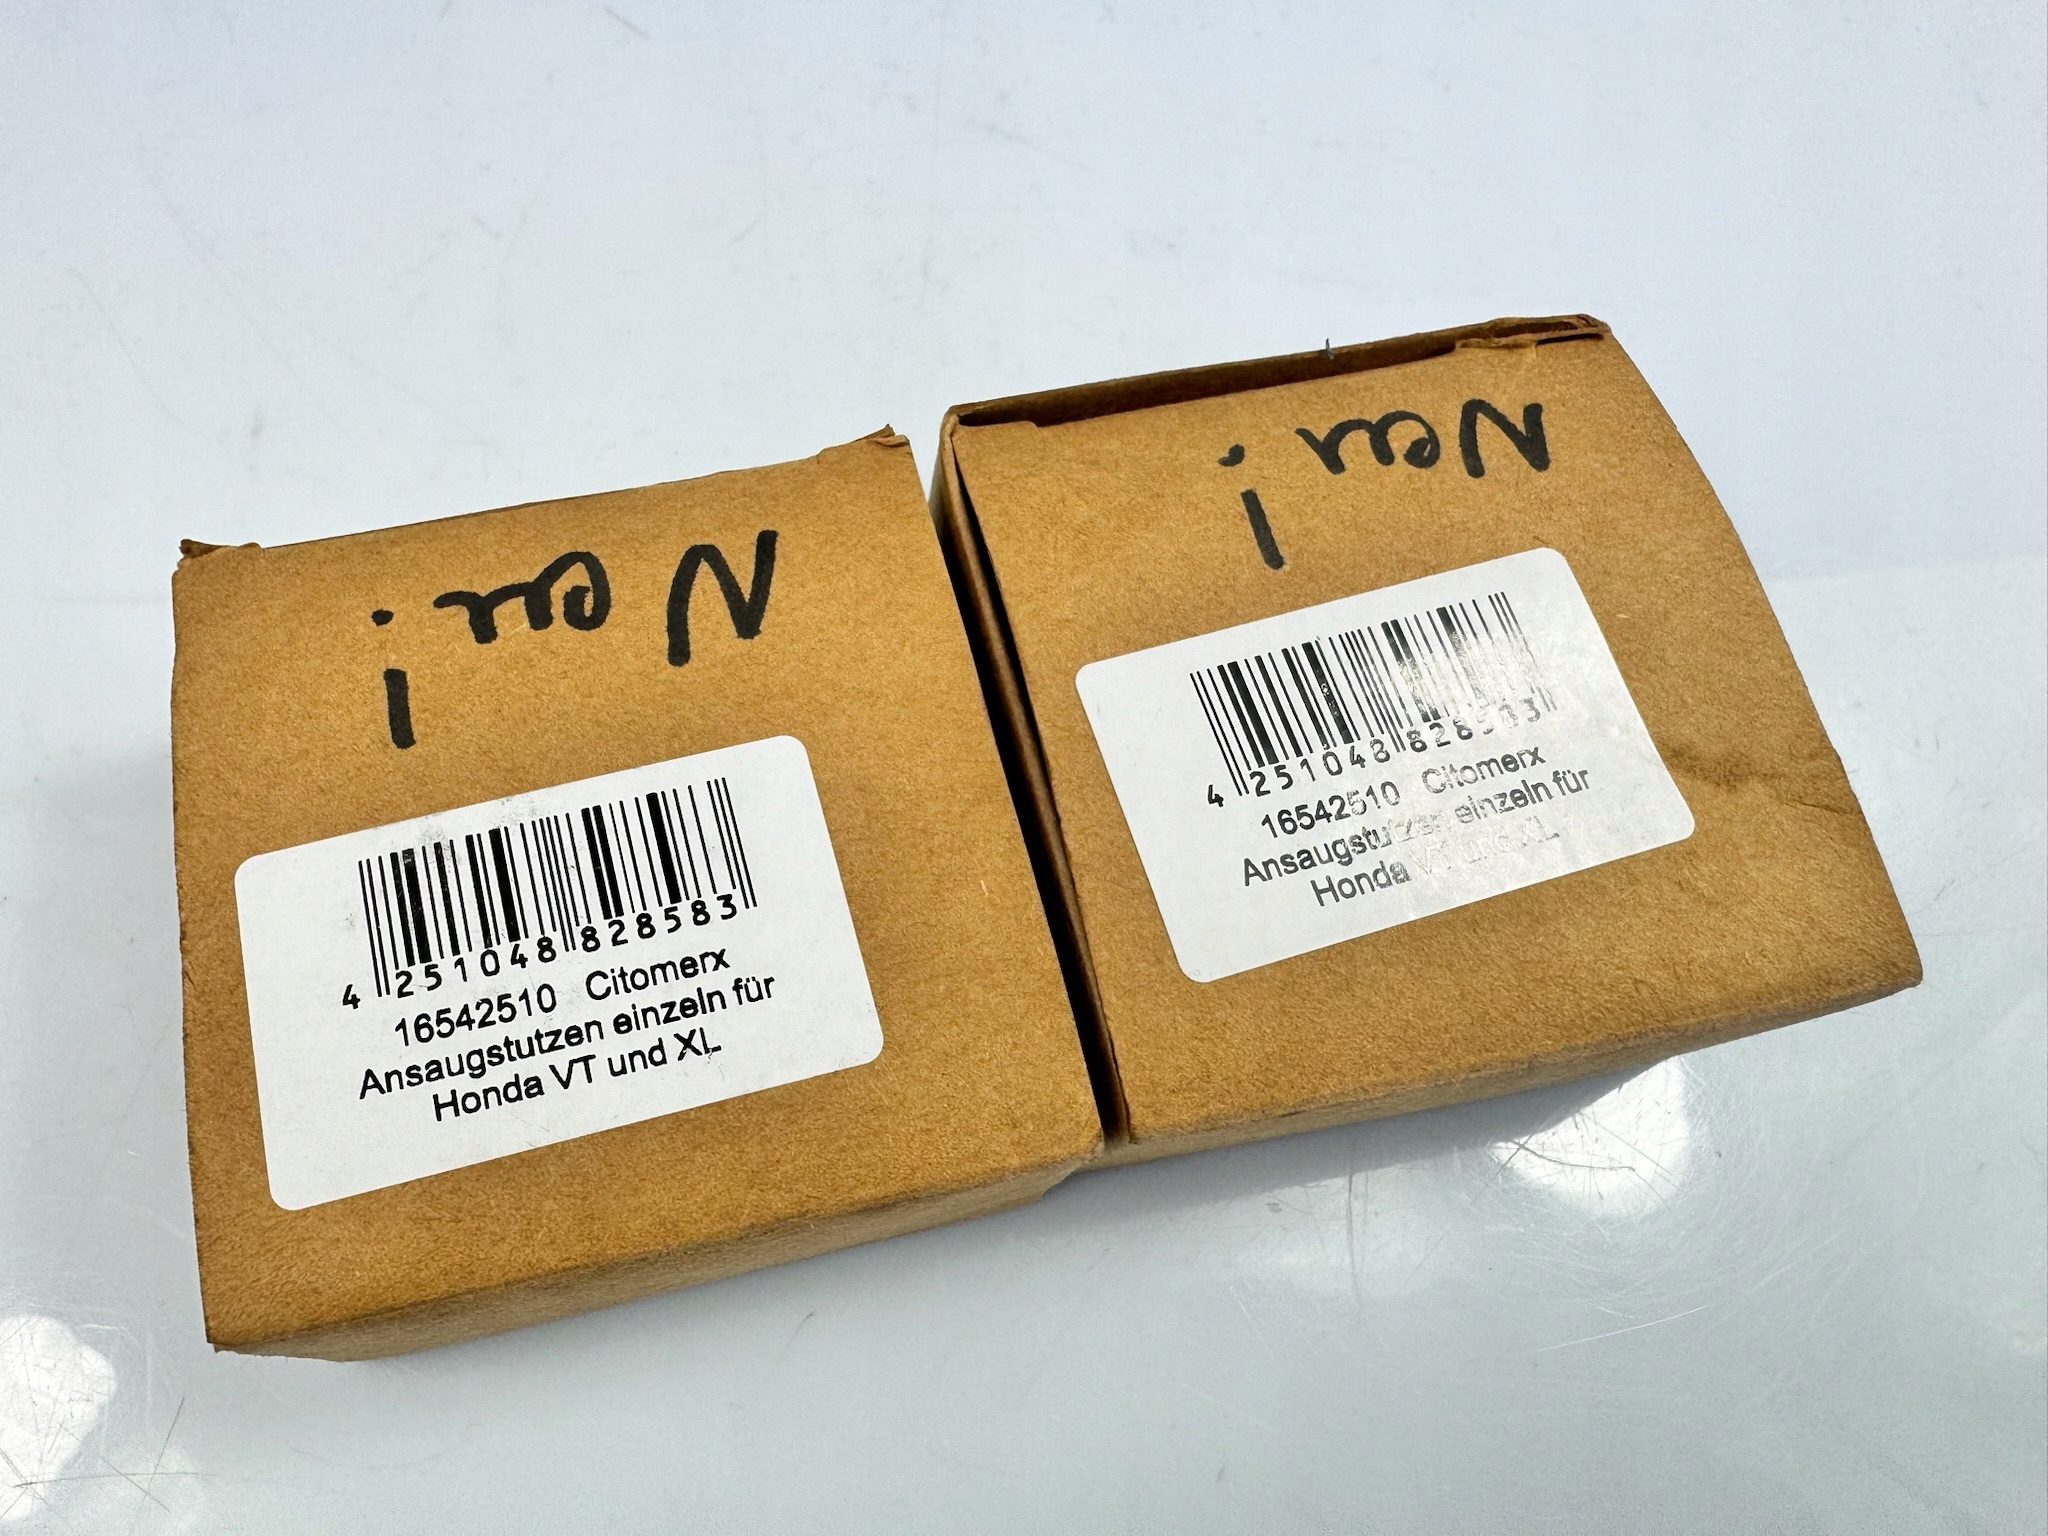 Neu!
4 251048 828583
16542510 Citomerx
Ansaugstutzen einzeln für
Honda VT und XL
Neu!
4 251048 828583
16542510 Citomerx
Ansaugstutzen einzeln für
Honda VT und XL